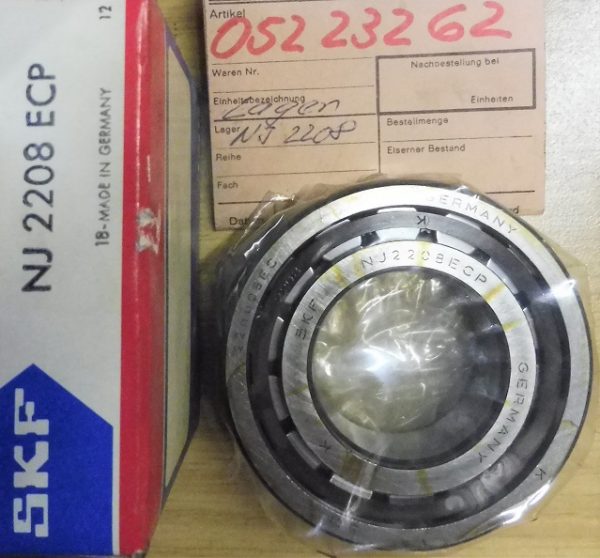 12
NJ 2208 ECP
18-MADE IN GERMANY
SKF
Artikel
052 232 62
Waren Nr.
Nachbestellung bei
Einheiten
Einheitsbezeichnung
Lager
Lager NJ 2208
Bestellmenge
Reihe
Eiserner Bestand
Fach
GERMANY
K
SKF NJ2208ECP
GERMANY
K
K